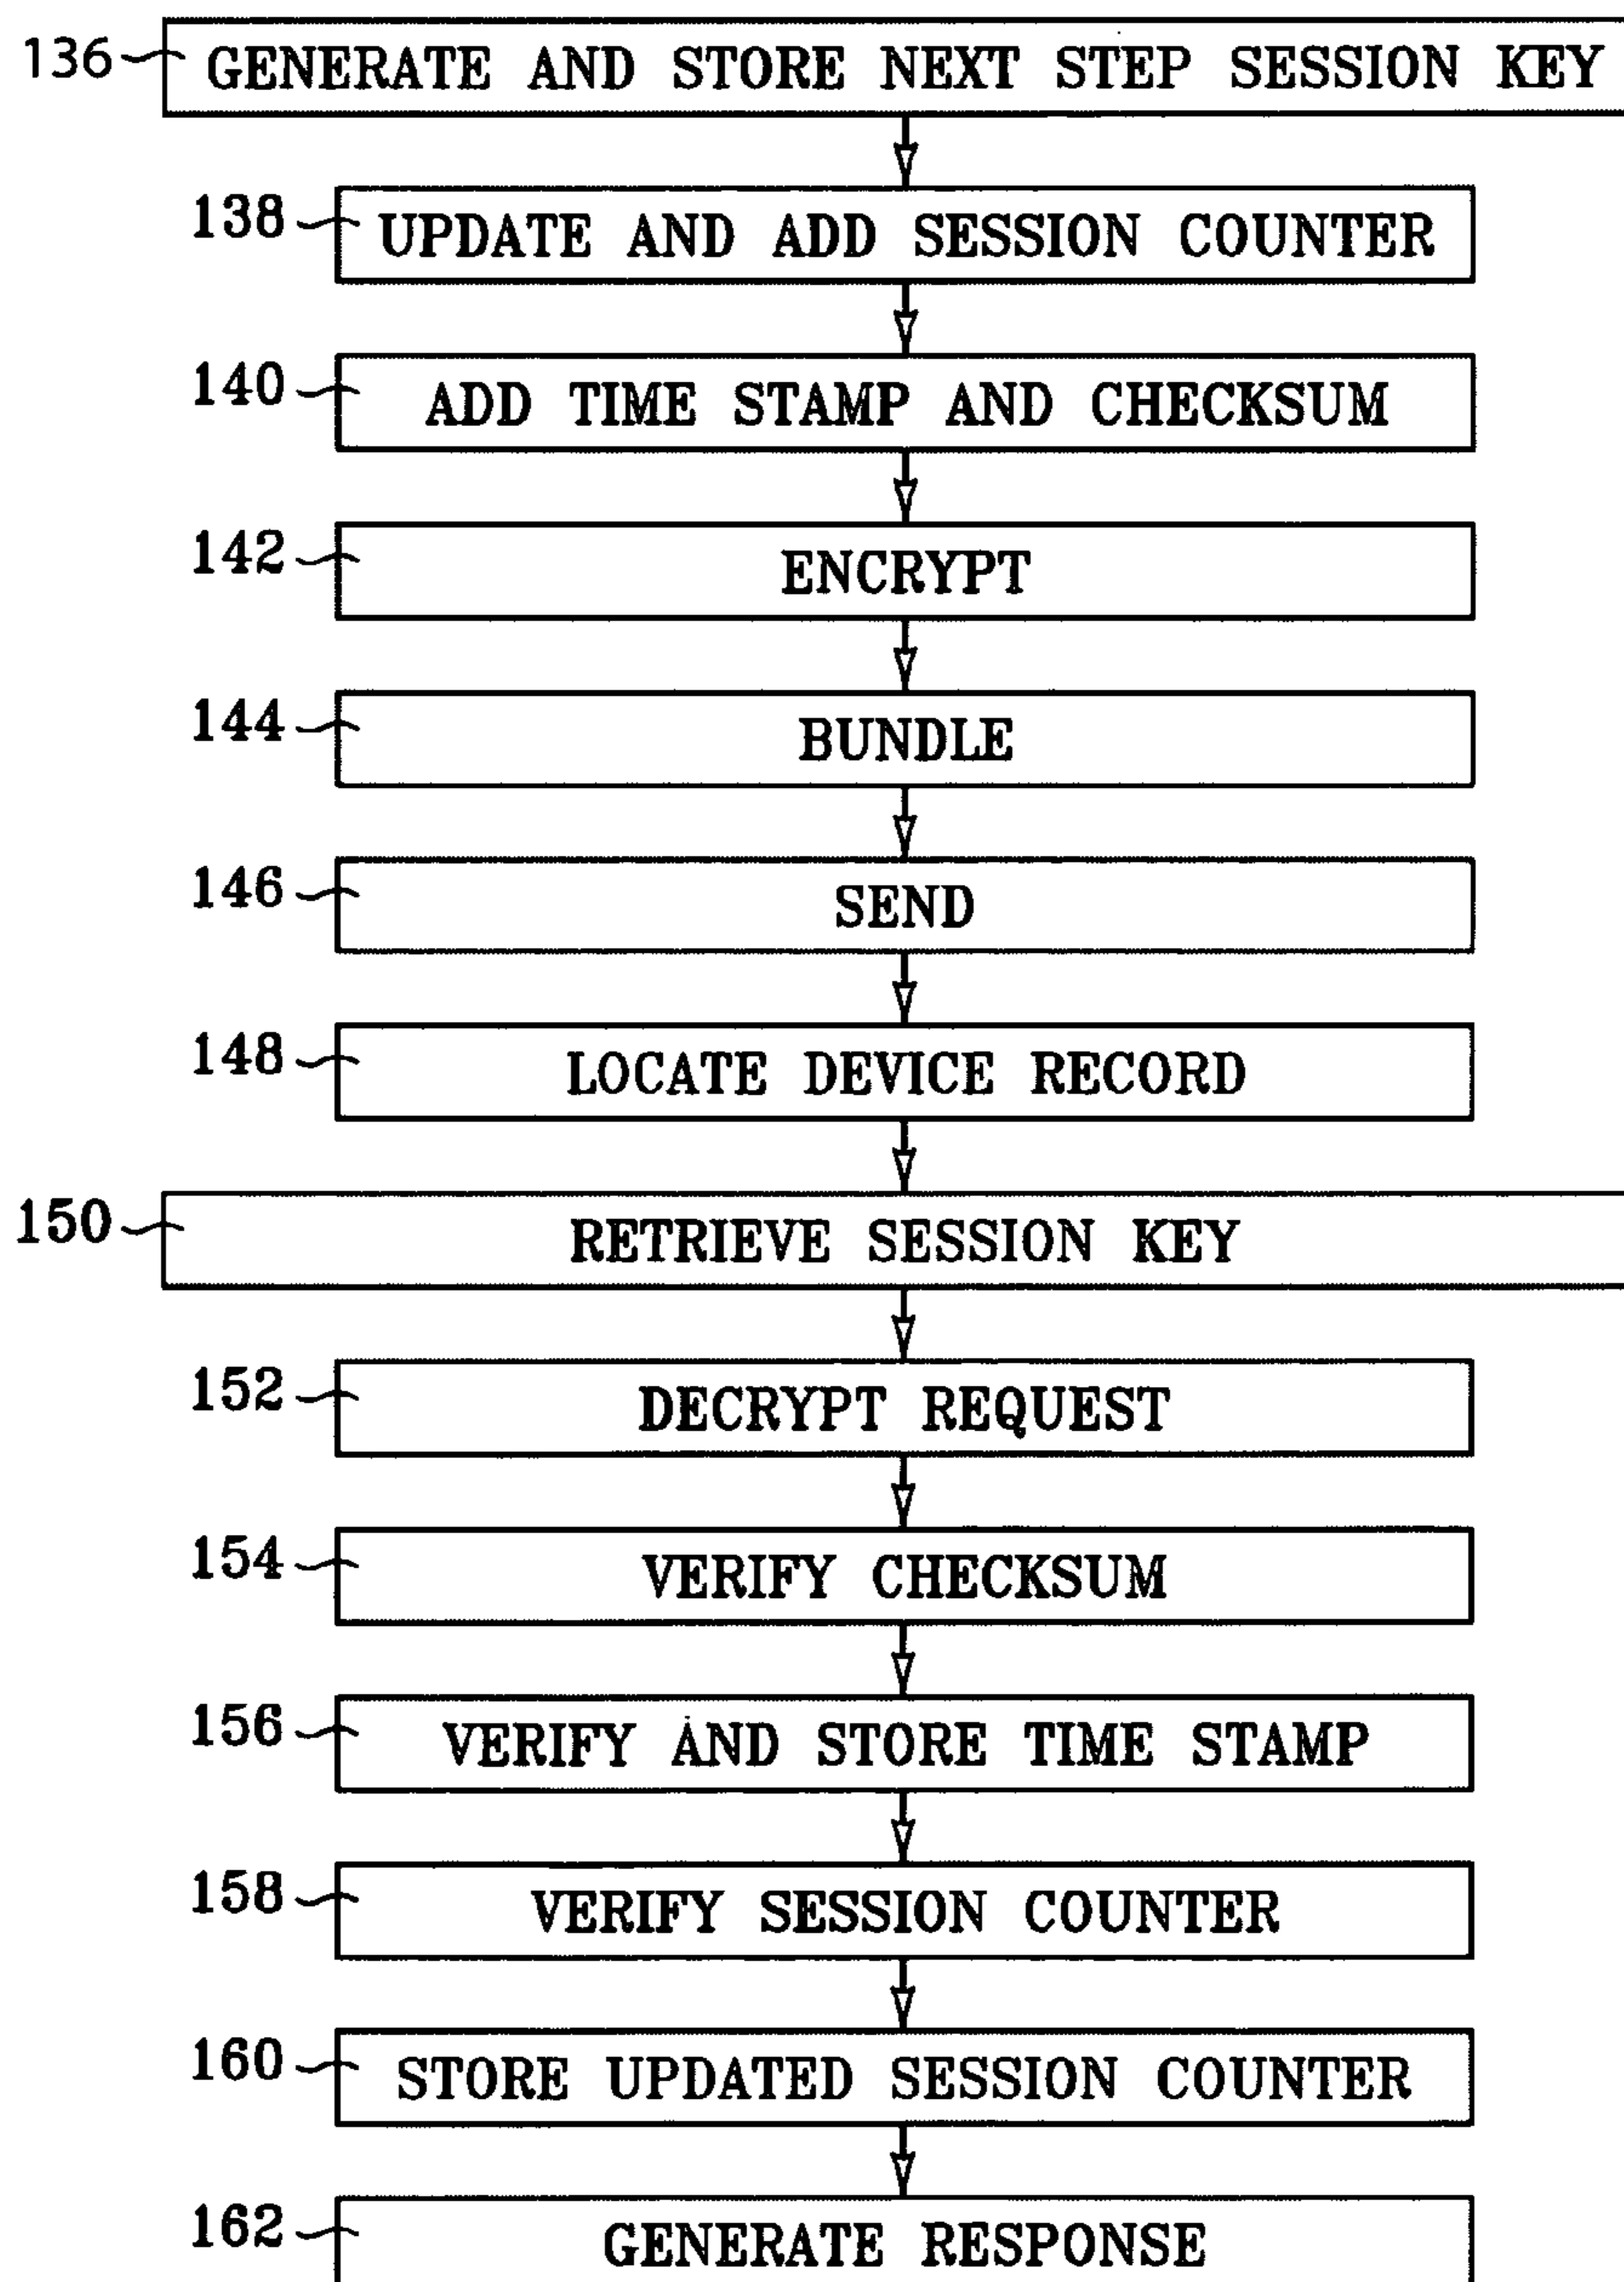 136 GENERATE AND STORE NEXT STEP SESSION KEY
138 UPDATE AND ADD SESSION COUNTER
140 ADD TIME STAMP AND CHECKSUM
142 ENCRYPT
144 BUNDLE
146 SEND
148 LOCATE DEVICE RECORD
150 RETRIEVE SESSION KEY
152 DECRYPT REQUEST
154 VERIFY CHECKSUM
156 VERIFY AND STORE TIME STAMP
158 VERIFY SESSION COUNTER
160 STORE UPDATED SESSION COUNTER
162 GENERATE RESPONSE